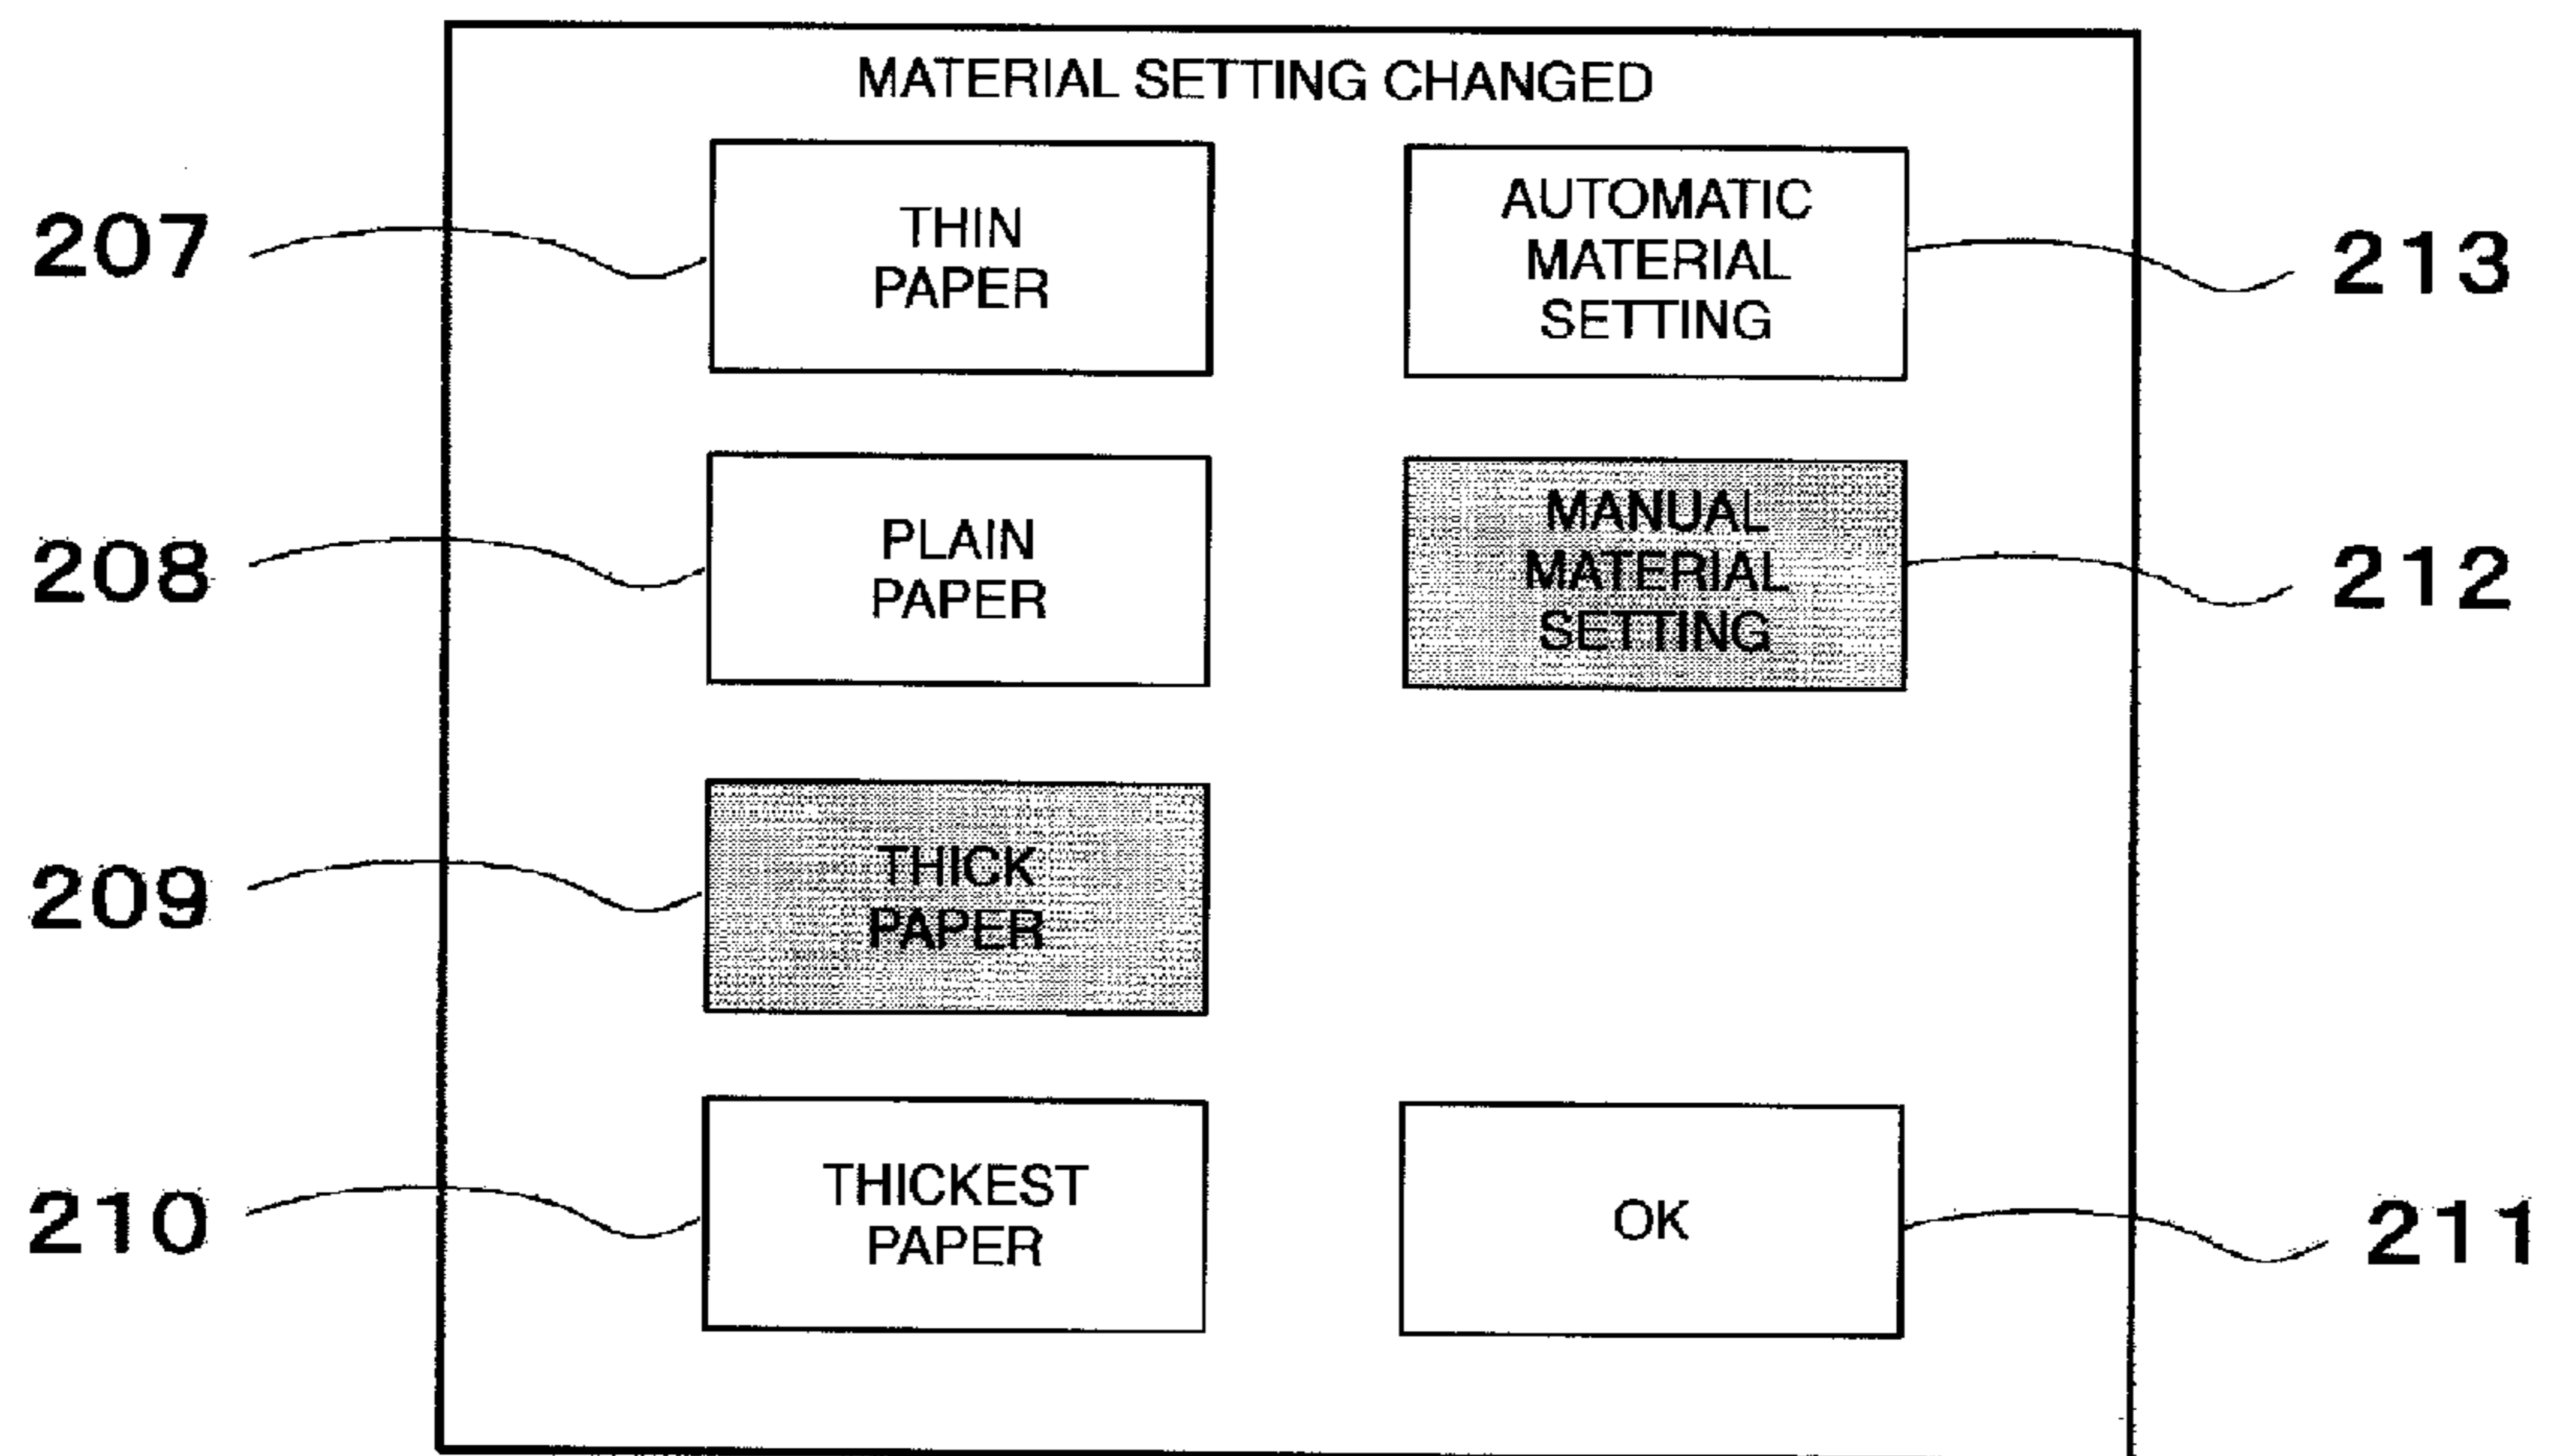 MATERIAL SETTING CHANGED
207
THIN
PAPER
AUTOMATIC
MATERIAL
SETTING
213
208
PLAIN
PAPER
MANUAL
MATERIAL
SETTING
212
209
THICK
PAPER
210
THICKEST
PAPER
OK
211